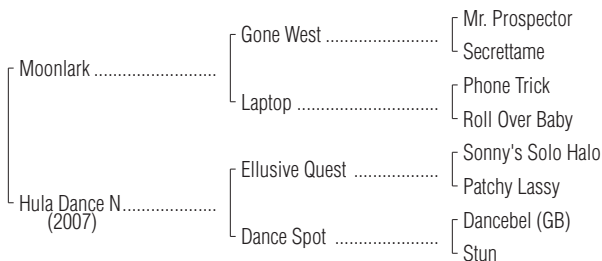 Mr. Prospector
Gone West ........................
Secrettame
Moonlark ..........................
Phone Trick
Laptop ..............................
Roll Over Baby
Sonny's Solo Halo
Ellusive Quest ..................
Patchy Lassy
Hula Dance N....................
(2007)
Dancebel (GB)
Dance Spot ......................
Stun